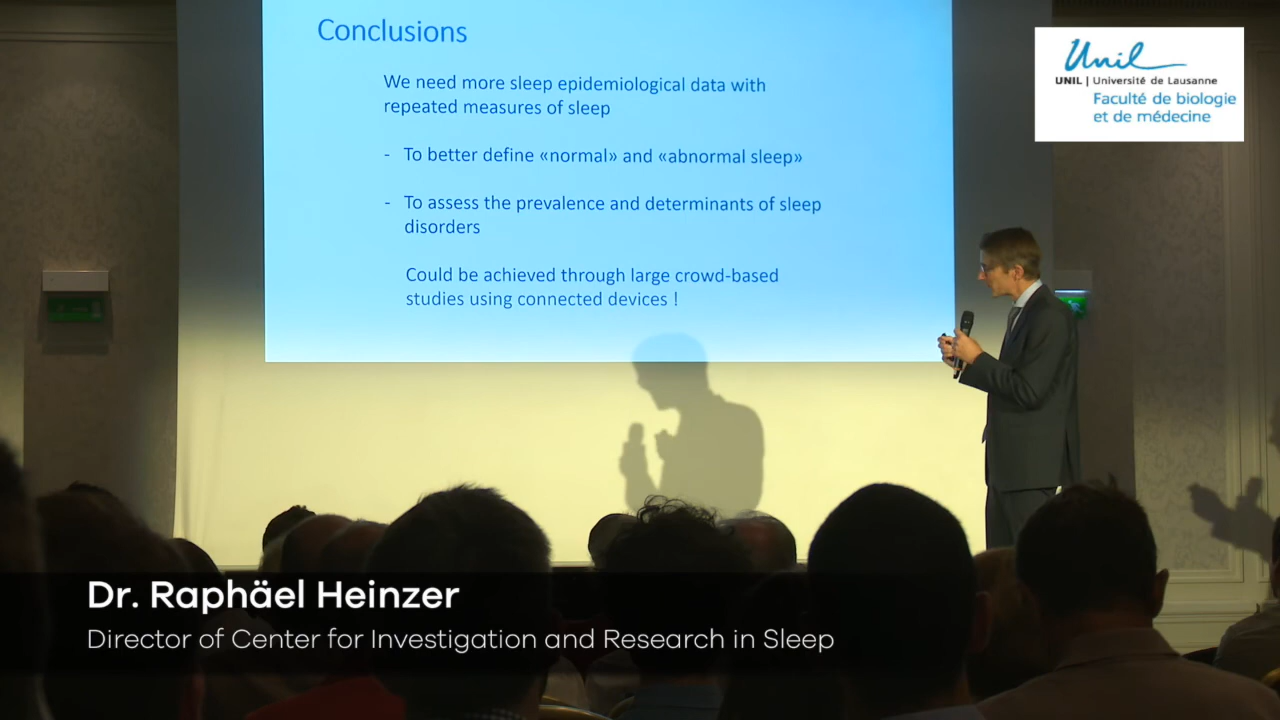 Conclusions
We need more sleep epidemiological data with
repeated measures of sleep
- To better define «normal» and «abnormal sleep»
- To assess the prevalence and determinants of sleep
disorders
Could be achieved through large crowd-based
studies using connected devices !
Unil
UNIL | Université de Lausanne
Faculté de biologie
et de médecine
Dr. Raphäel Heinzer
Director of Center for Investigation and Research in Sleep